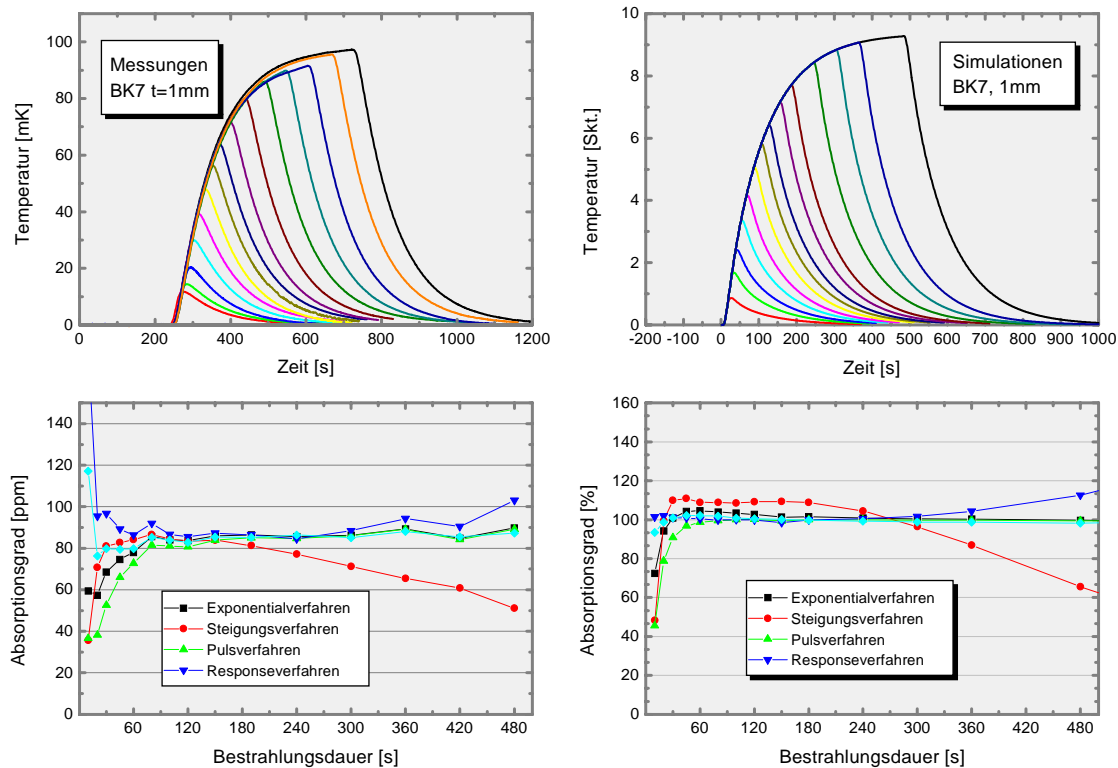 Temperatur [mK]
100
80
60
40
20
0
Messungen
BK7 t=1mm
0 200 400 600 800 1000 1200
Zeit [s]
Temperatur [Skt.]
10
8
6
4
2
0
Simulationen
BK7, 1mm
-200 -100 0 100 200 300 400 500 600 700 800 900 1000
Zeit [s]
Absorptionsgrad [ppm]
140
120
100
80
60
40
20
0
Exponentialverfahren
Steigungsverfahren
Pulsverfahren
Responseverfahren
60 120 180 240 300 360 420 480
Bestrahlungsdauer [s]
Absorptionsgrad [%]
160
140
120
100
80
60
40
20
0
Exponentialverfahren
Steigungsverfahren
Pulsverfahren
Responseverfahren
60 120 180 240 300 360 420 480
Bestrahlungsdauer [s]